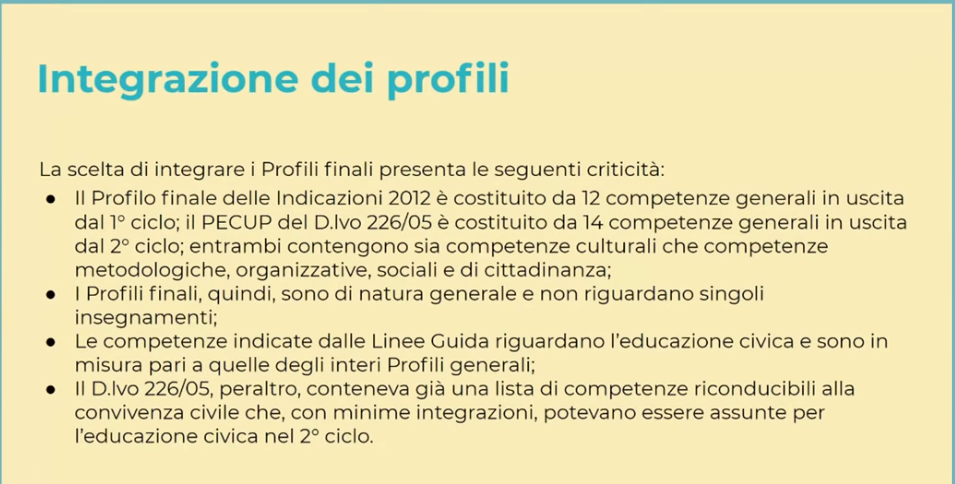 Integrazione dei profili
La scelta di integrare i Profili finali presenta le seguenti criticità:
● Il Profilo finale delle Indicazioni 2012 è costituito da 12 competenze generali in uscita
dal 1° ciclo; il PECUP del D.lvo 226/05 è costituito da 14 competenze generali in uscita
dal 2° ciclo; entrambi contengono sia competenze culturali che competenze
metodologiche, organizzative, sociali e di cittadinanza;
● I Profili finali, quindi, sono di natura generale e non riguardano singoli
insegnamenti;
● Le competenze indicate dalle Linee Guida riguardano l’educazione civica e sono in
misura pari a quelle degli interi Profili generali;
● Il D.lvo 226/05, peraltro, conteneva già una lista di competenze riconducibili alla
convivenza civile che, con minime integrazioni, potevano essere assunte per
l’educazione civica nel 2° ciclo.